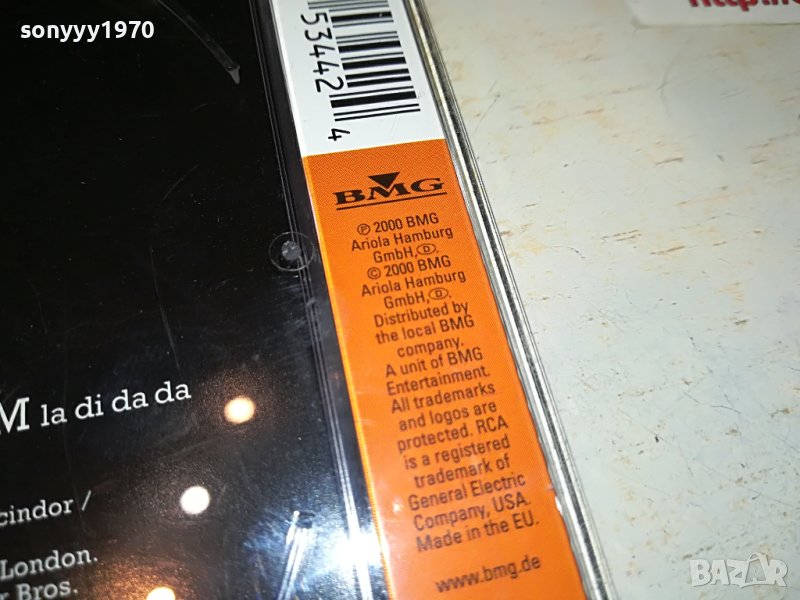 sonyyy1970
http://
53442
4
BMG
℗ 2000 BMG
Ariola Hamburg
GmbH, Ⓓ.
© 2000 BMG
Ariola Hamburg
GmbH, Ⓓ.
Distributed by
the local BMG
company.
A unit of BMG
Entertainment.
All trademarks
and logos are
protected. RCA
is a registered
trademark of
General Electric
Company, USA.
Made in the EU.
www.bmg.de
M la di da da
cindor /
London.
r Bros.
BAZAR